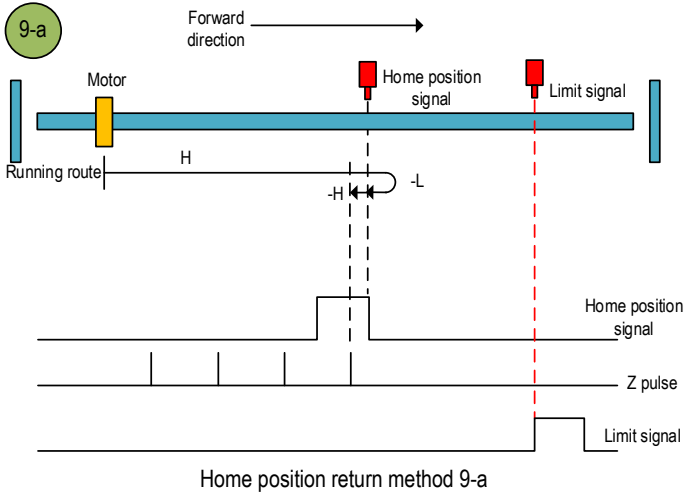 9-a
Forward
direction
Motor
Home position
signal
Limit signal
Running route
H
-L
-H
Home position
signal
Z pulse
Limit signal
Home position return method 9-a